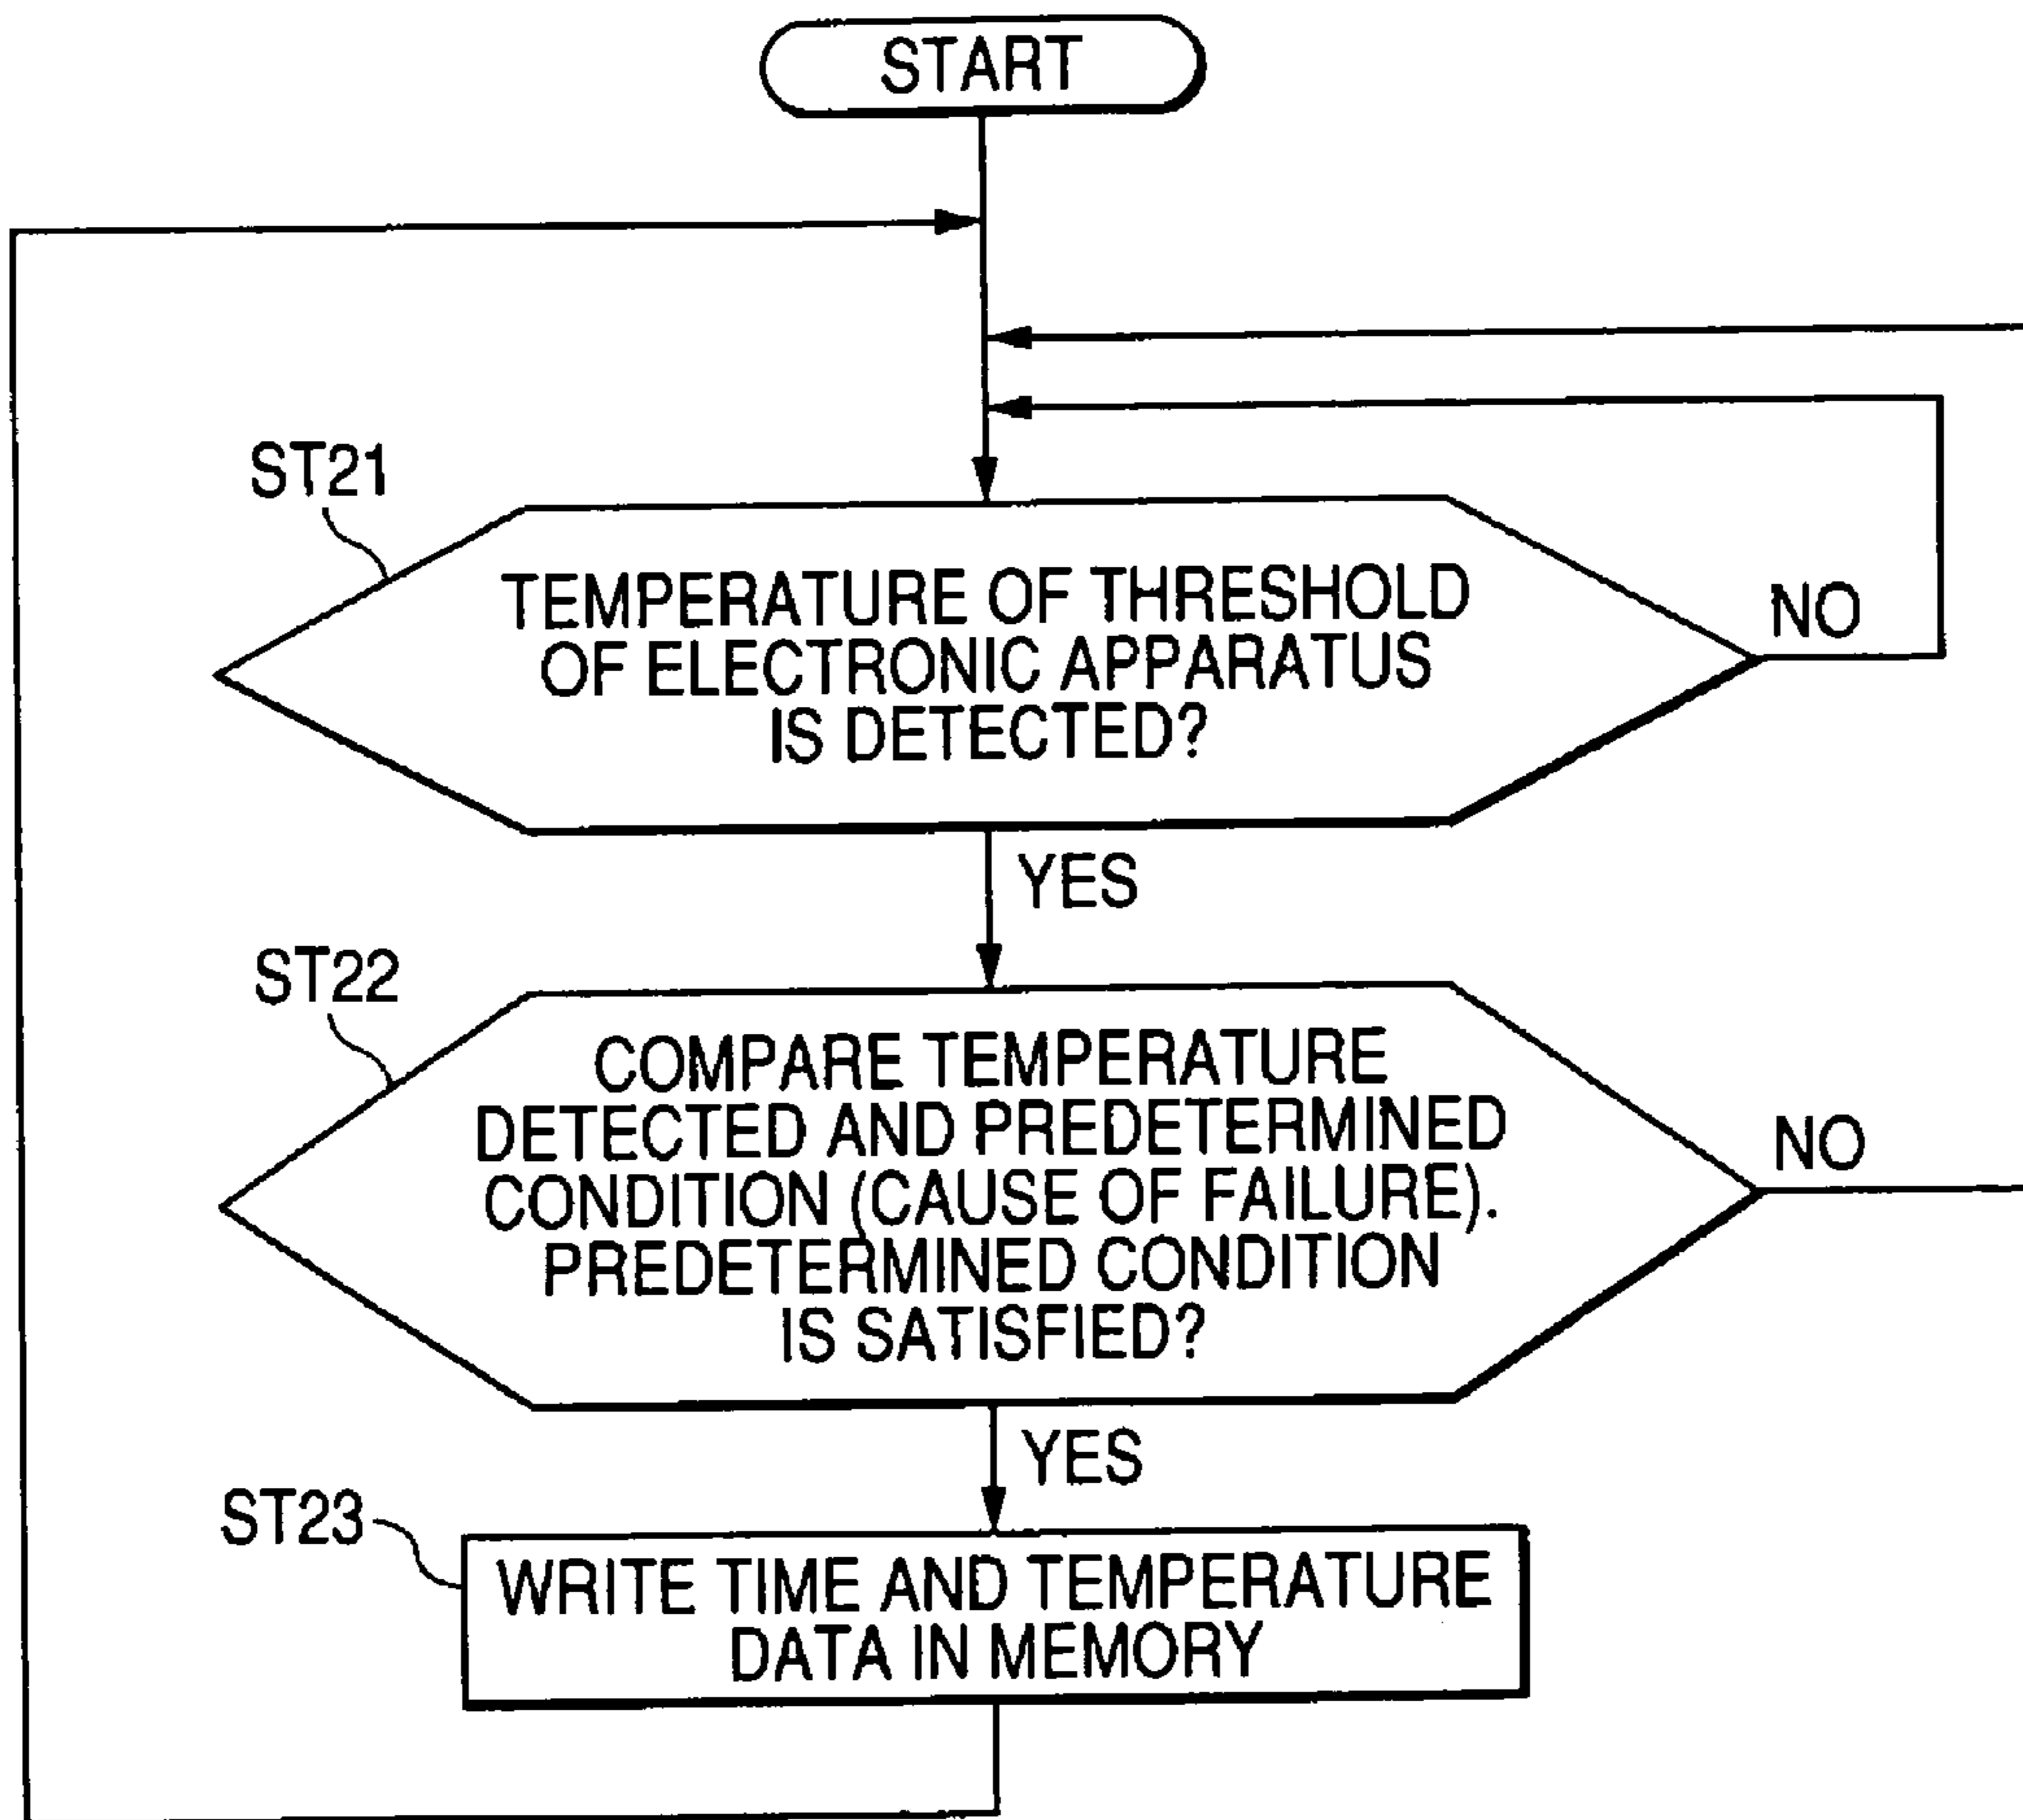 START
ST21
TEMPERATURE OF THRESHOLD
OF ELECTRONIC APPARATUS
IS DETECTED?
NO
YES
ST22
COMPARE TEMPERATURE
DETECTED AND PREDETERMINED
CONDITION (CAUSE OF FAILURE).
PREDETERMINED CONDITION
IS SATISFIED?
NO
YES
ST23
WRITE TIME AND TEMPERATURE
DATA IN MEMORY